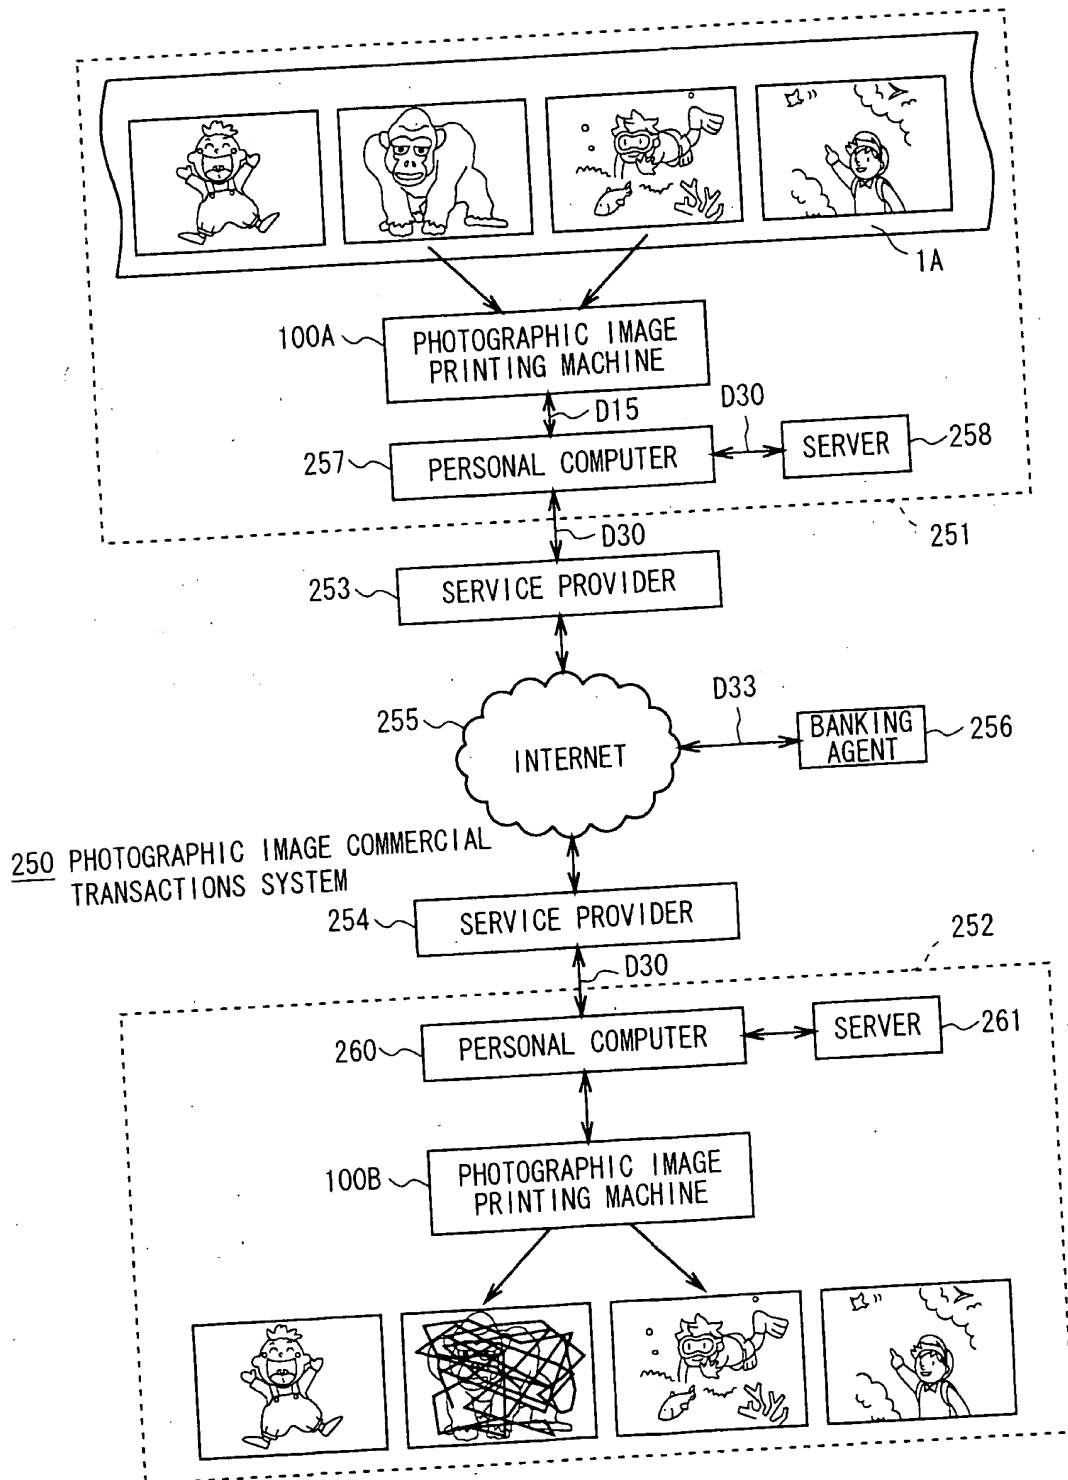 1A
100A
PHOTOGRAPHIC IMAGE
PRINTING MACHINE
D15
D30
257
PERSONAL COMPUTER
SERVER
258
D30
251
253
SERVICE PROVIDER
255
INTERNET
D33
BANKING
AGENT
256
250 PHOTOGRAPHIC IMAGE COMMERCIAL
TRANSACTIONS SYSTEM
254
SERVICE PROVIDER
252
D30
260
PERSONAL COMPUTER
SERVER
261
100B
PHOTOGRAPHIC IMAGE
PRINTING MACHINE